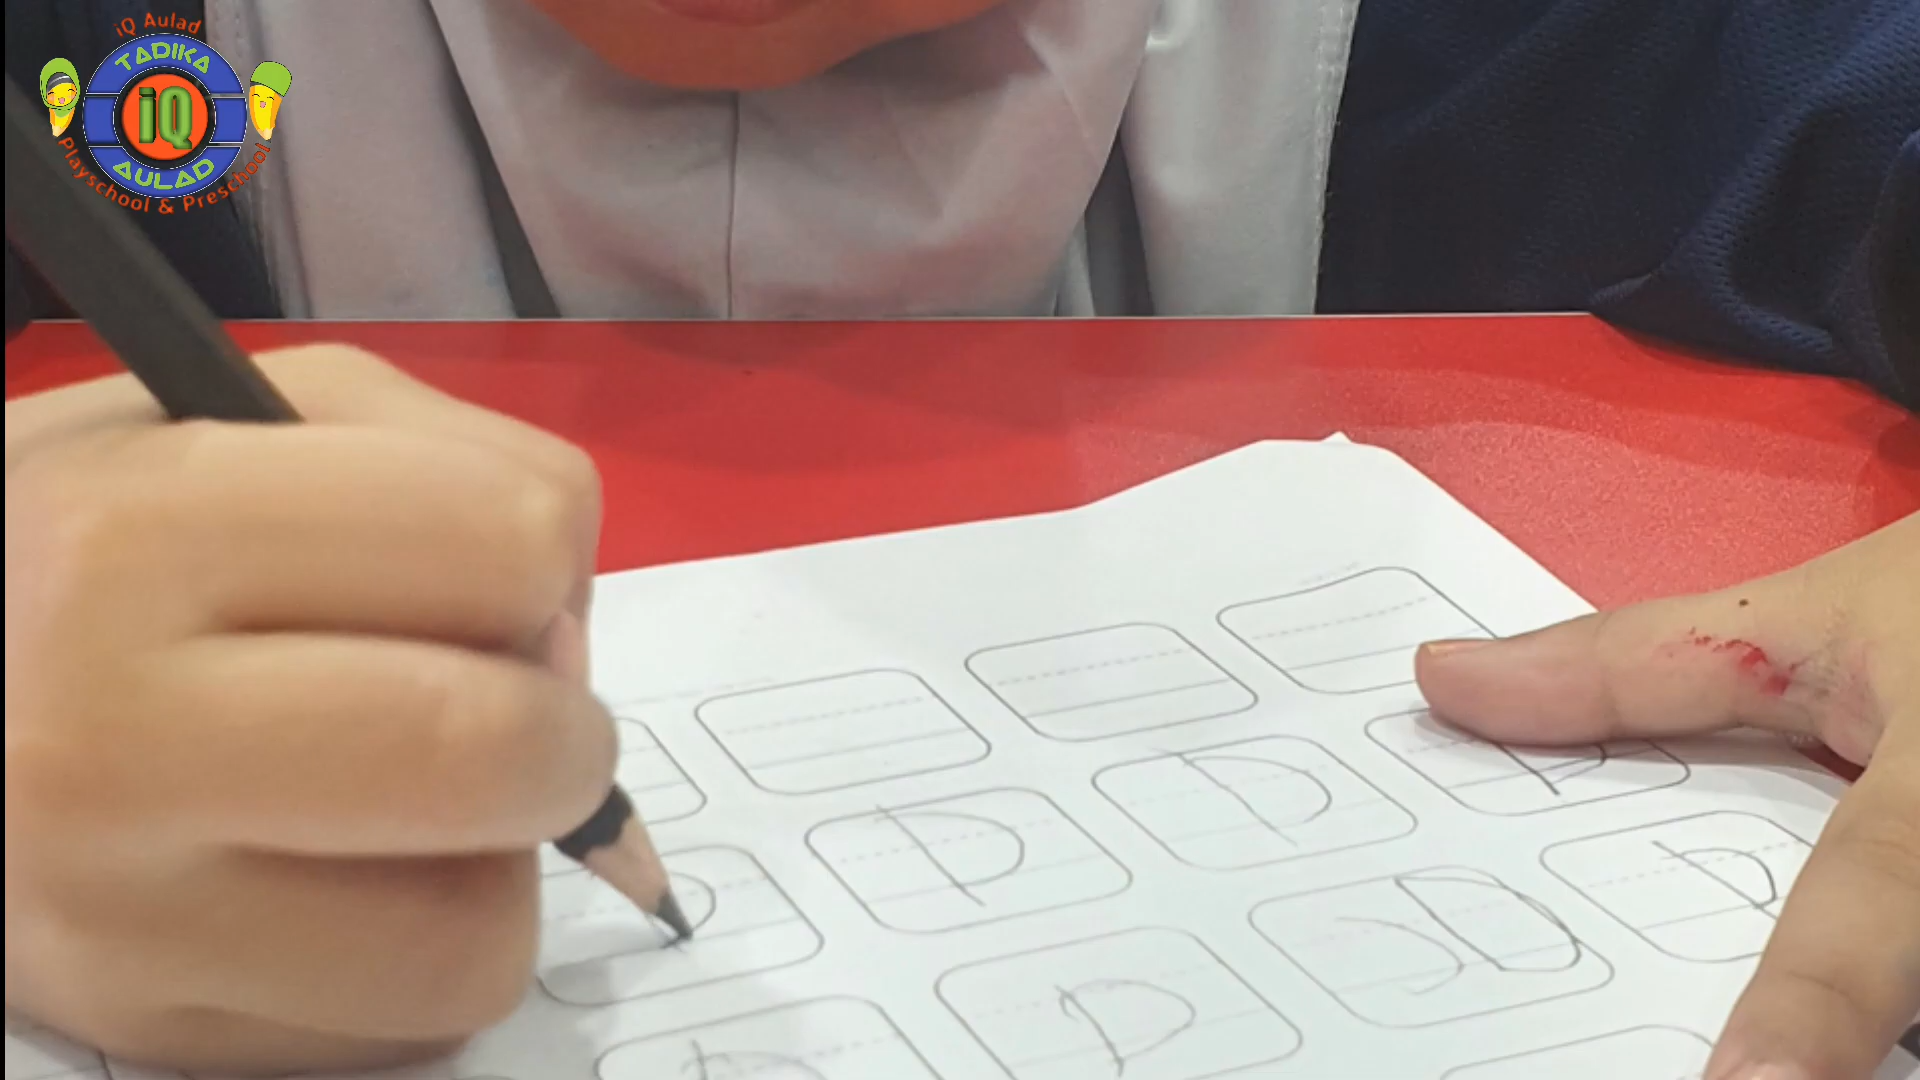 iQ Aulad
TADIKA
iQ
AULAD
Playschool & Preschool
D D
D D D
D D